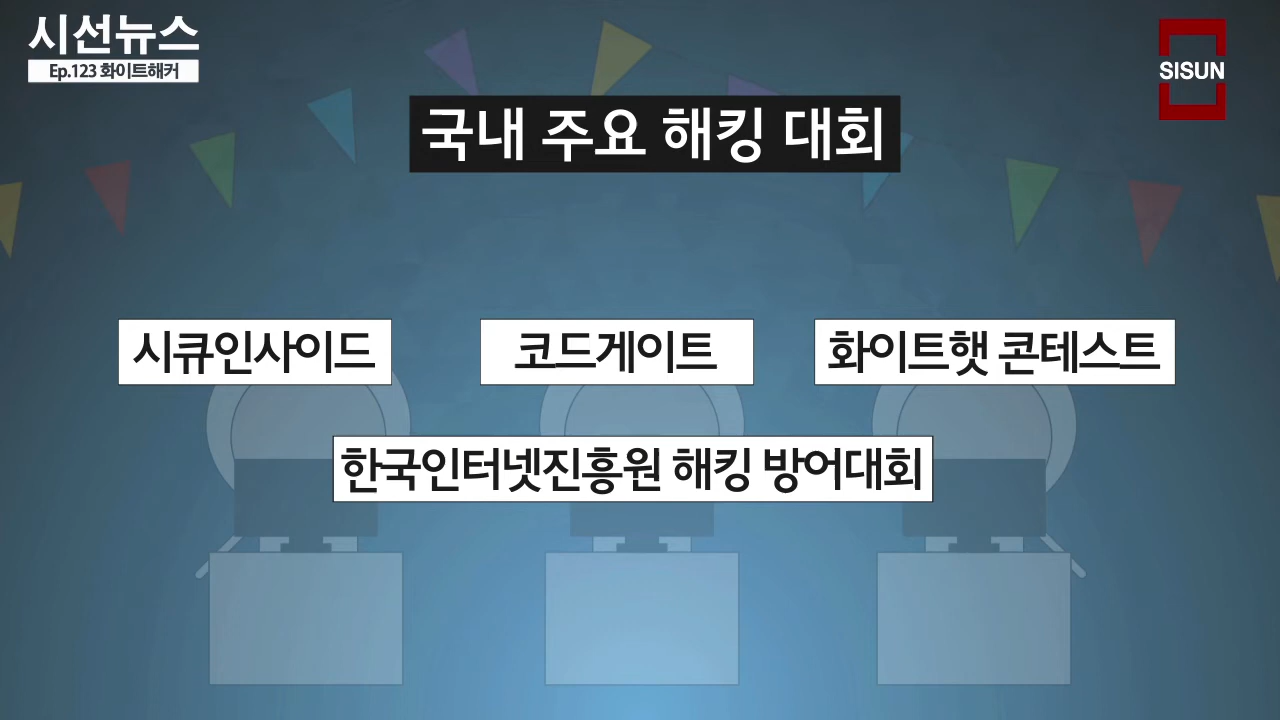 시선뉴스
Ep.123 화이트해커
SISUN
국내 주요 해킹 대회
시큐인사이드
코드게이트
화이트햇 콘테스트
한국인터넷진흥원 해킹 방어대회